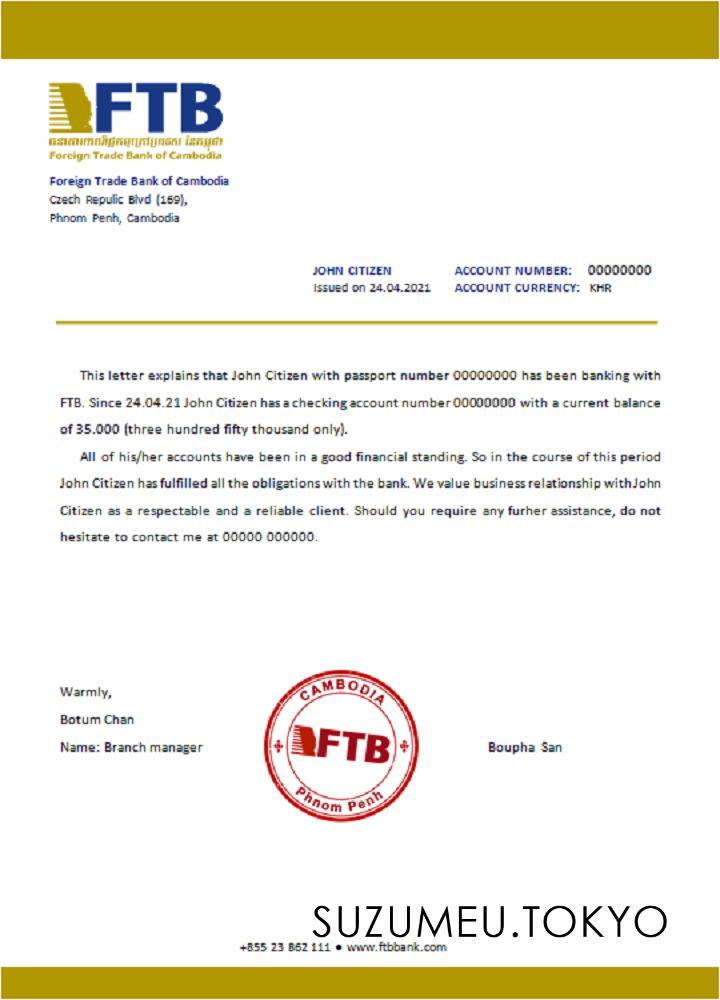 FTB
ធនាគារពាណិជ្ជកម្មក្រៅប្រទេស នៃកម្ពុជា
Foreign Trade Bank of Cambodia
Foreign Trade Bank of Cambodia
Czech Repulic Blvd (169),
Phnom Penh, Cambodia
JOHN CITIZEN ACCOUNT NUMBER: 00000000
Issued on 24.04.2021 ACCOUNT CURRENCY: KHR
This letter explains that John Citizen with passport number 00000000 has been banking with
FTB. Since 24.04.21 John Citizen has a checking account number 00000000 with a current balance
of 35.000 (three hundred fifty thousand only).
All of his/her accounts have been in a good financial standing. So in the course of this period
John Citizen has fulfilled all the obligations with the bank. We value business relationship with John
Citizen as a respectable and a reliable client. Should you require any furher assistance, do not
hesitate to contact me at 00000 000000.
Warmly,
Botum Chan
Name: Branch manager
CAMBODIA
FTB
Phnom Penh
Boupha San
SUZUMEU.TOKYO
+855 23 862 111 ● www.ftbbank.com